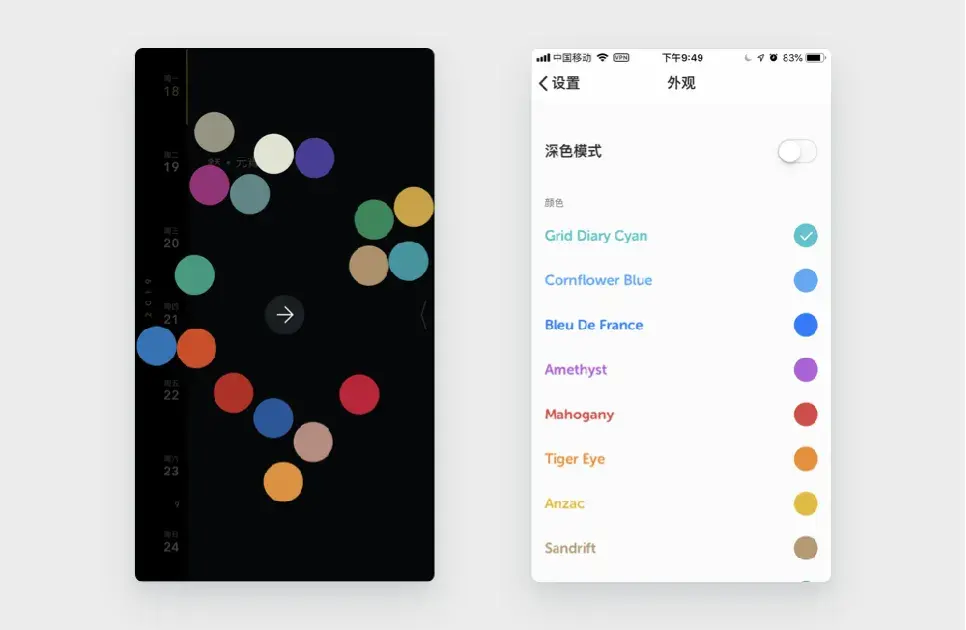 周一
18
周二
19
周三
20
2019
周四
21
周五
22
周六
23
9
周日
24
中国移动 VPN 下午9:49 83%
设置 外观
深色模式
颜色
Grid Diary Cyan
Cornflower Blue
Bleu De France
Amethyst
Mahogany
Tiger Eye
Anzac
Sandrift